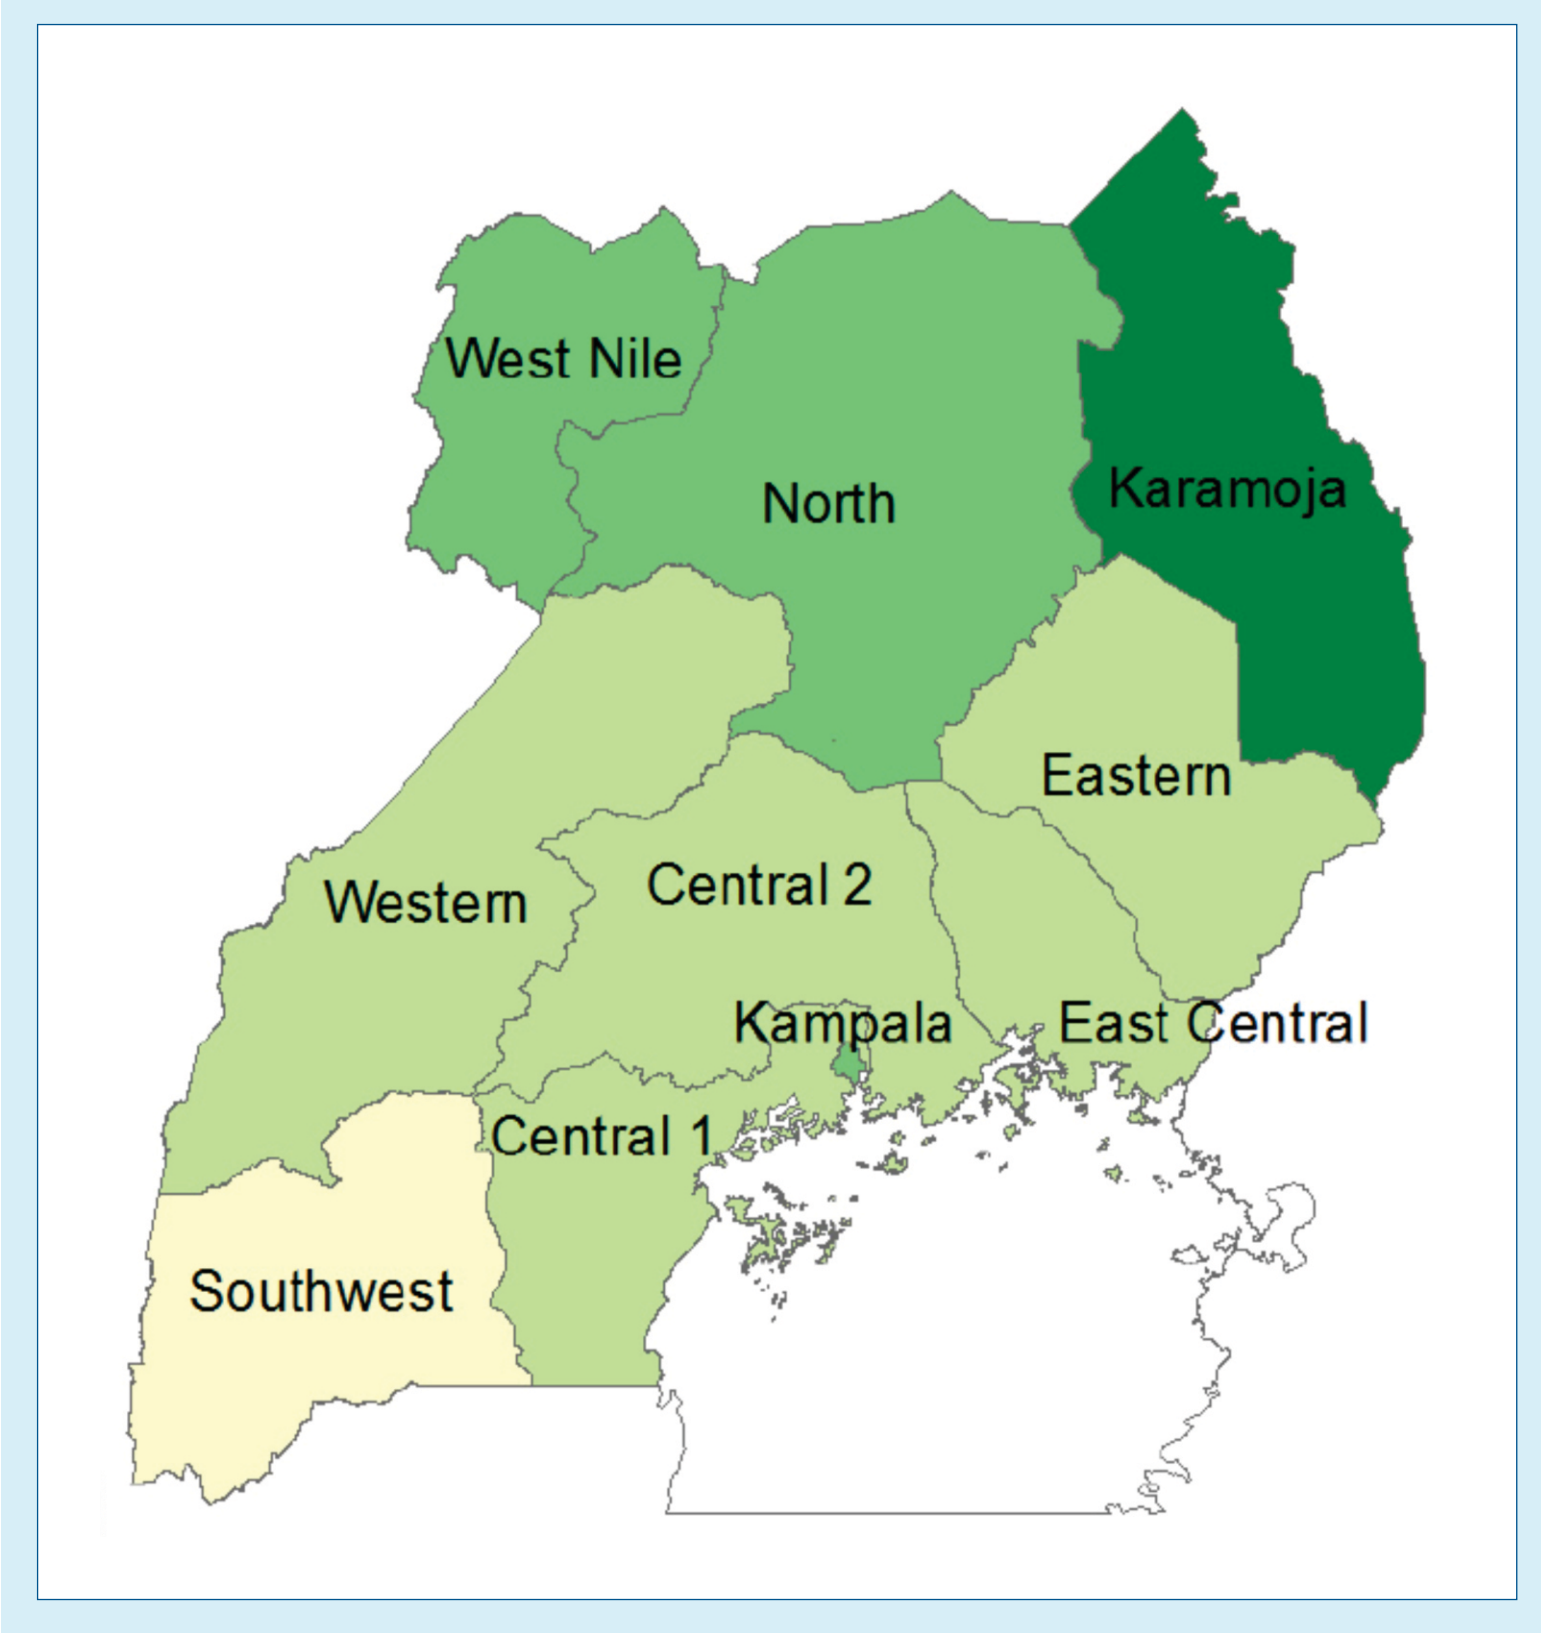 West Nile
North
Karamoja
Eastern
Central 2
Western
Kampala
East Central
Central 1
Southwest